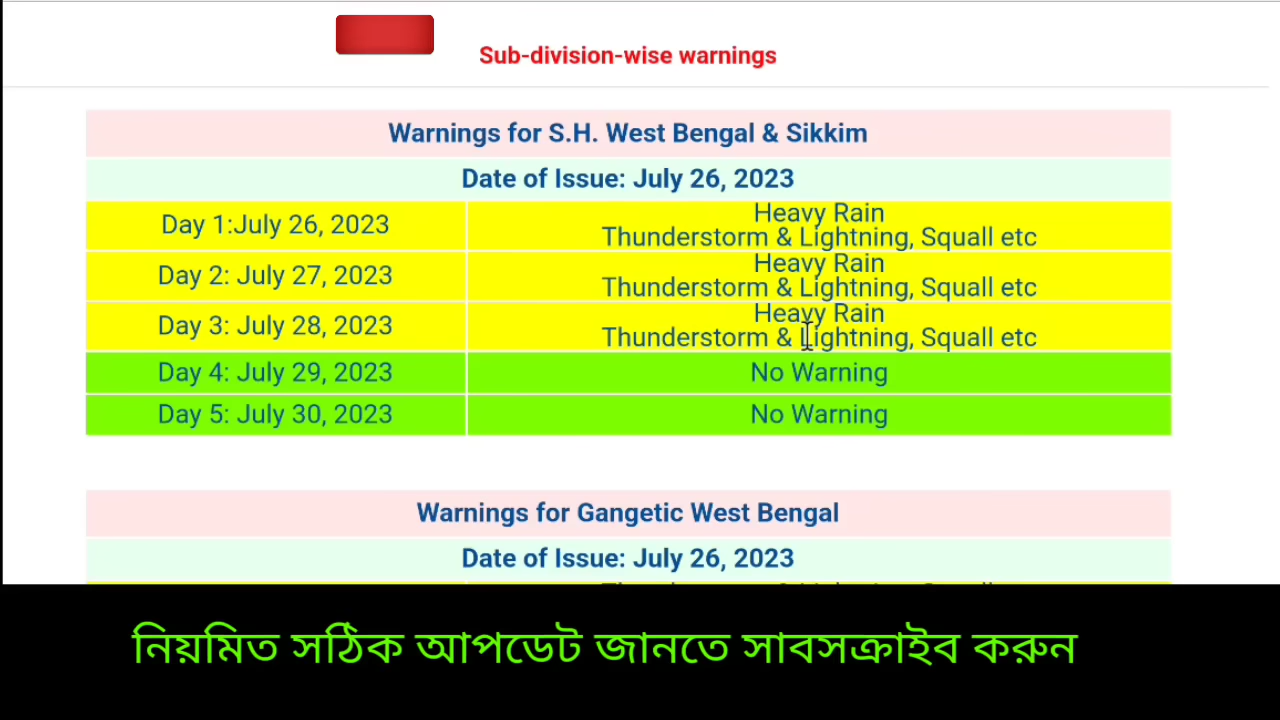 Sub-division-wise warnings
Warnings for S.H. West Bengal & Sikkim
Date of Issue: July 26, 2023
Day 1:July 26, 2023
Heavy Rain
Thunderstorm & Lightning, Squall etc
Day 2: July 27, 2023
Heavy Rain
Thunderstorm & Lightning, Squall etc
Day 3: July 28, 2023
Heavy Rain
Thunderstorm & Lightning, Squall etc
Day 4: July 29, 2023
No Warning
Day 5: July 30, 2023
No Warning
Warnings for Gangetic West Bengal
Date of Issue: July 26, 2023
নিয়মিত সঠিক আপডেট জানতে সাবসক্রাইব করুন